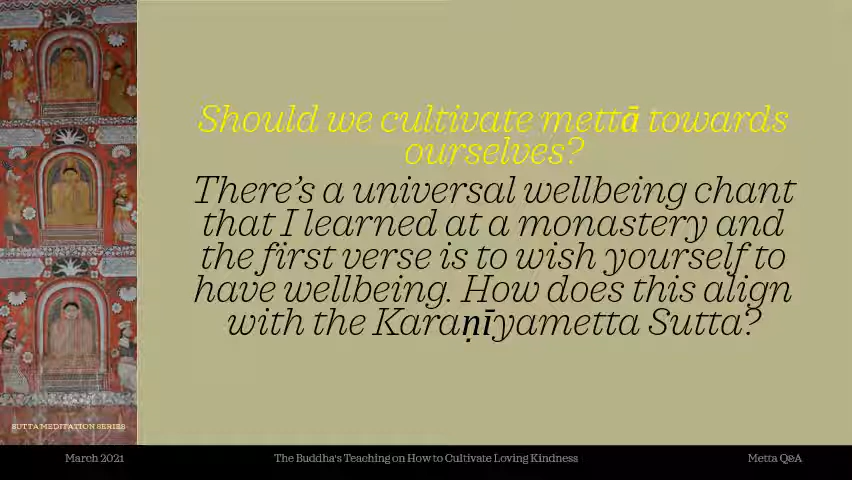 Should we cultivate mettā towards
ourselves?
There's a universal wellbeing chant
that I learned at a monastery and
the first verse is to wish yourself to
have wellbeing. How does this align
with the Karaṇīyametta Sutta?
SUTTA MEDITATION SERIES
March 2021
The Buddha's Teaching on How to Cultivate Loving Kindness
Metta Q&A